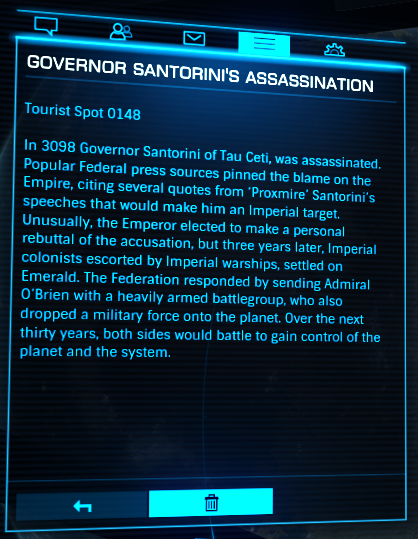 GOVERNOR SANTORINI'S ASSASSINATION
Tourist Spot 0148
In 3098 Governor Santorini of Tau Ceti, was assassinated.
Popular Federal press sources pinned the blame on the
Empire, citing several quotes from 'Proxmire' Santorini's
speeches that would make him an Imperial target.
Unusually, the Emperor elected to make a personal
rebuttal of the accusation, but three years later, Imperial
colonists escorted by Imperial warships, settled on
Emerald. The Federation responded by sending Admiral
O'Brien with a heavily armed battlegroup, who also
dropped a military force onto the planet. Over the next
thirty years, both sides would battle to gain control of the
planet and the system.